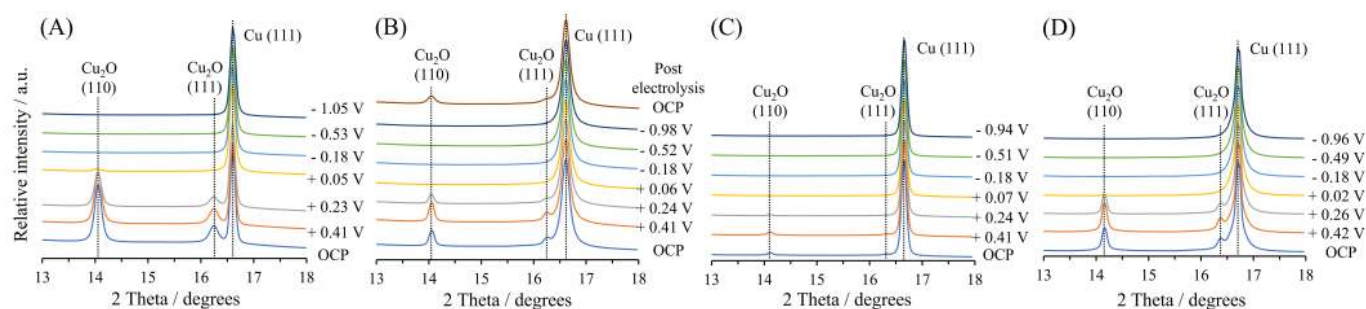 Relative intensity / a.u.
(A)
Cu₂O
(110)
Cu₂O
(111)
Cu (111)
- 1.05 V
- 0.53 V
- 0.18 V
+ 0.05 V
+ 0.23 V
+ 0.41 V
OCP
13 14 15 16 17 18
2 Theta / degrees
(B)
Cu₂O
(110)
Cu₂O
(111)
Cu (111)
Post
electrolysis
OCP
- 0.98 V
- 0.52 V
- 0.18 V
+ 0.06 V
+ 0.24 V
+ 0.41 V
OCP
13 14 15 16 17 18
2 Theta / degrees
(C)
Cu₂O
(110)
Cu₂O
(111)
Cu (111)
- 0.94 V
- 0.51 V
- 0.18 V
+ 0.07 V
+ 0.24 V
+ 0.41 V
OCP
13 14 15 16 17 18
2 Theta / degrees
(D)
Cu₂O
(110)
Cu₂O
(111)
Cu (111)
- 0.96 V
- 0.49 V
- 0.18 V
+ 0.02 V
+ 0.26 V
+ 0.42 V
OCP
13 14 15 16 17 18
2 Theta / degrees